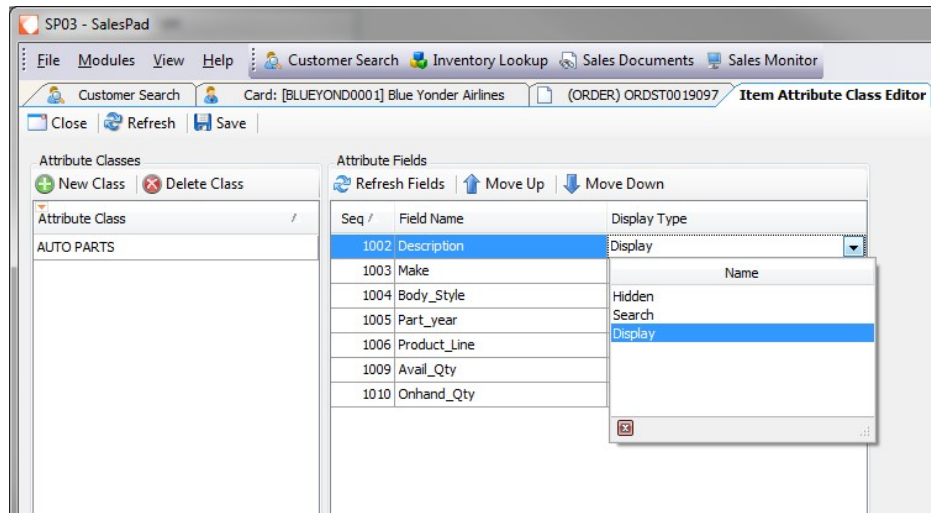 SP03 - SalesPad
File Modules View Help Customer Search Inventory Lookup Sales Documents Sales Monitor
Customer Search Card: [BLUEYOND0001] Blue Yonder Airlines (ORDER) ORDST0019097 Item Attribute Class Editor
Close Refresh Save
Attribute Classes Attribute Fields
New Class Delete Class Refresh Fields Move Up Move Down
Attribute Class Seq Field Name Display Type
AUTO PARTS 1002 Description Display
1003 Make Name
1004 Body_Style Hidden
1005 Part_year Search
Display
1006 Product_Line
1009 Avail_Qty
1010 Onhand_Qty